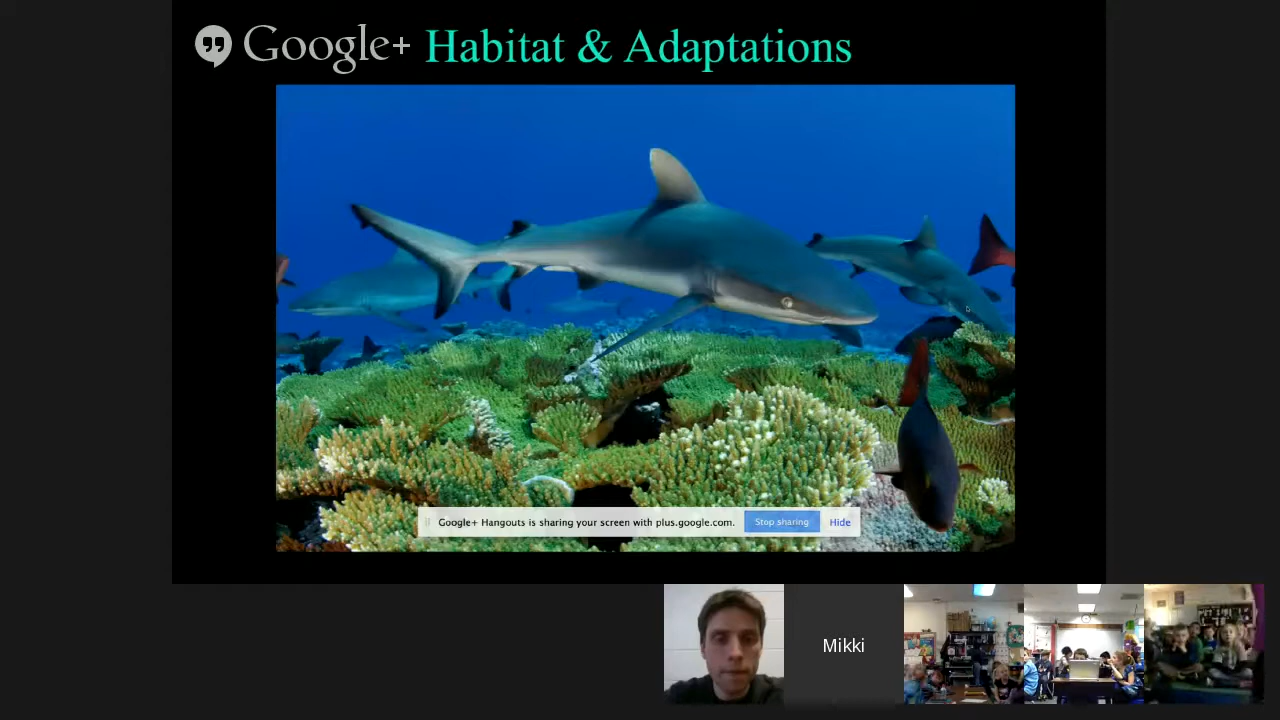 Google+ Habitat & Adaptations
Google+ Hangouts is sharing your screen with plus.google.com. Stop sharing Hide
Mikki